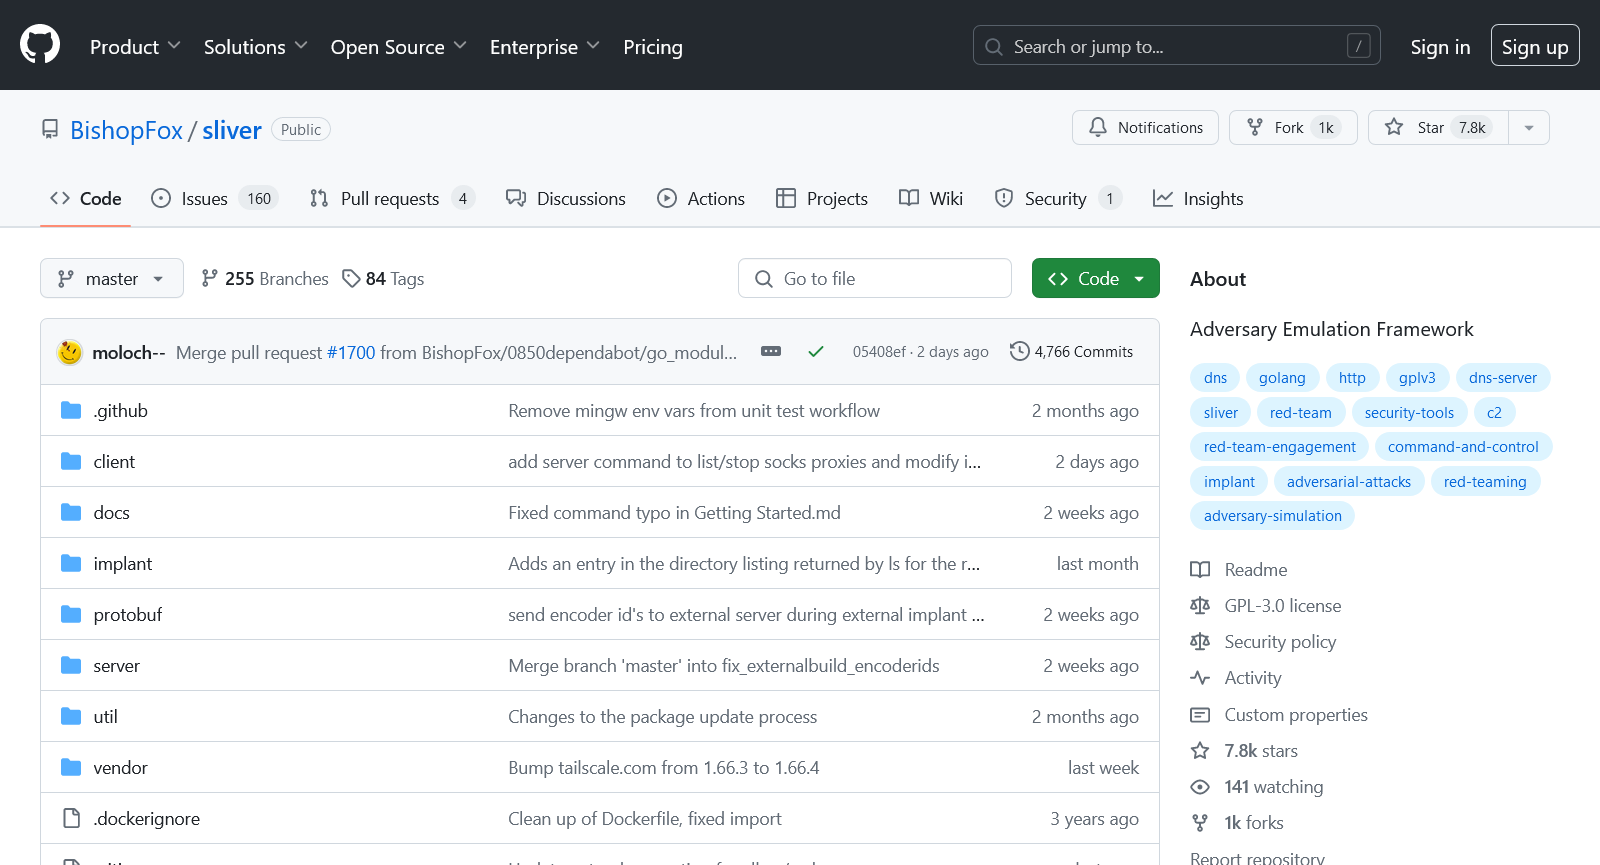 Product Solutions Open Source Enterprise Pricing Search or jump to... / Sign in Sign up
BishopFox / sliver Public Notifications Fork 1k Star 7.8k
Code Issues 160 Pull requests 4 Discussions Actions Projects Wiki Security 1 Insights
master 255 Branches 84 Tags Go to file Code
moloch-- Merge pull request #1700 from BishopFox/0850dependabot/go_modul... 05408ef · 2 days ago 4,766 Commits
.github Remove mingw env vars from unit test workflow 2 months ago
client add server command to list/stop socks proxies and modify i... 2 days ago
docs Fixed command typo in Getting Started.md 2 weeks ago
implant Adds an entry in the directory listing returned by ls for the r... last month
protobuf send encoder id's to external server during external implant ... 2 weeks ago
server Merge branch 'master' into fix_externalbuild_encoderids 2 weeks ago
util Changes to the package update process 2 months ago
vendor Bump tailscale.com from 1.66.3 to 1.66.4 last week
.dockerignore Clean up of Dockerfile, fixed import 3 years ago
About
Adversary Emulation Framework
dns golang http gplv3 dns-server
sliver red-team security-tools c2
red-team-engagement command-and-control
implant adversarial-attacks red-teaming
adversary-simulation
Readme
GPL-3.0 license
Security policy
Activity
Custom properties
7.8k stars
141 watching
1k forks
Report repository